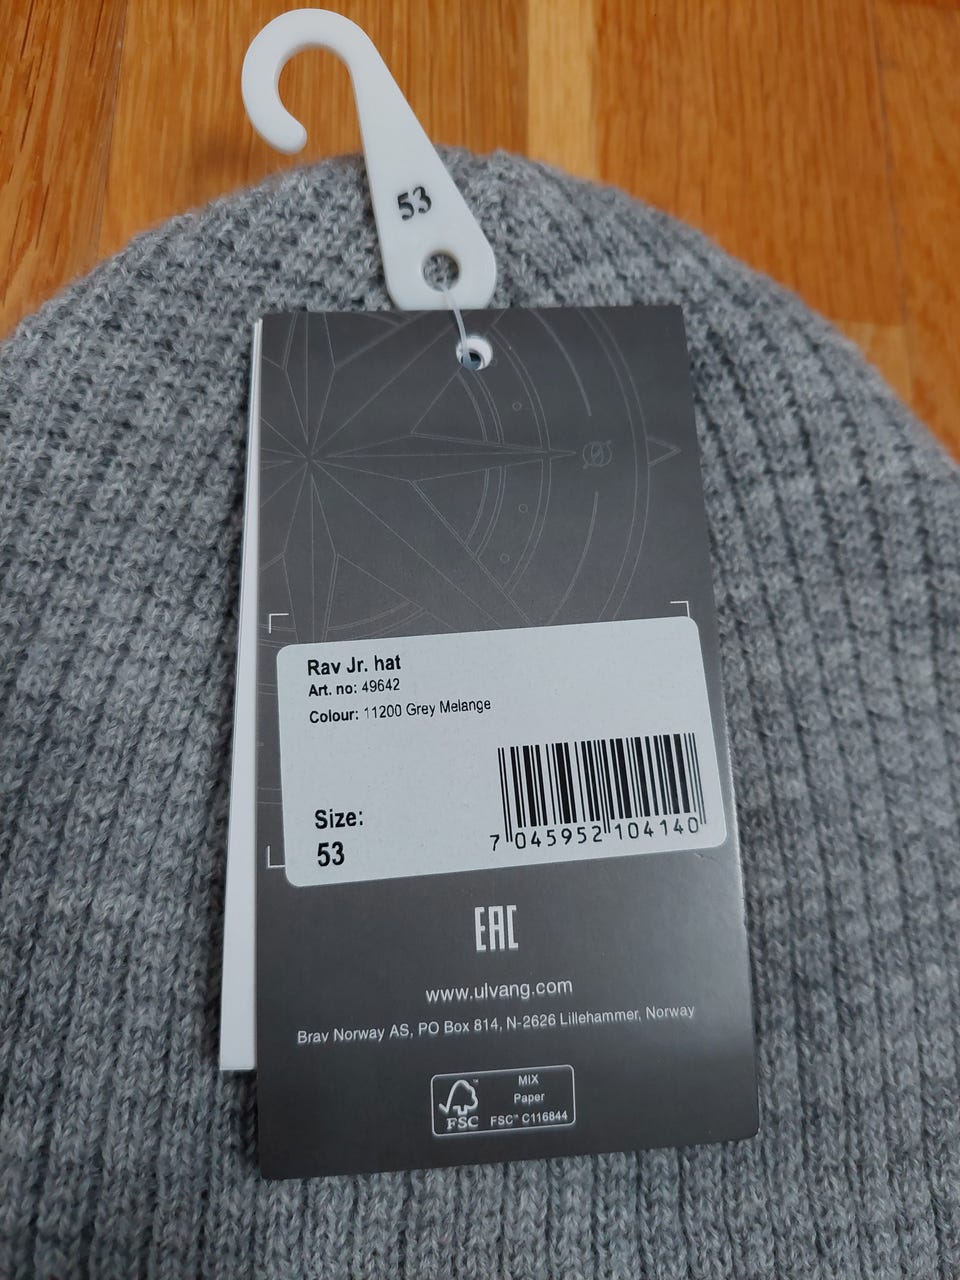 53
Rav Jr. hat
Art. no: 49642
Colour: 11200 Grey Melange
Size:
53
7 045952 104140
EAC
www.ulvang.com
Brav Norway AS, PO Box 814, N-2626 Lillehammer, Norway
MIX
Paper
FSC™ C116844
FSC™